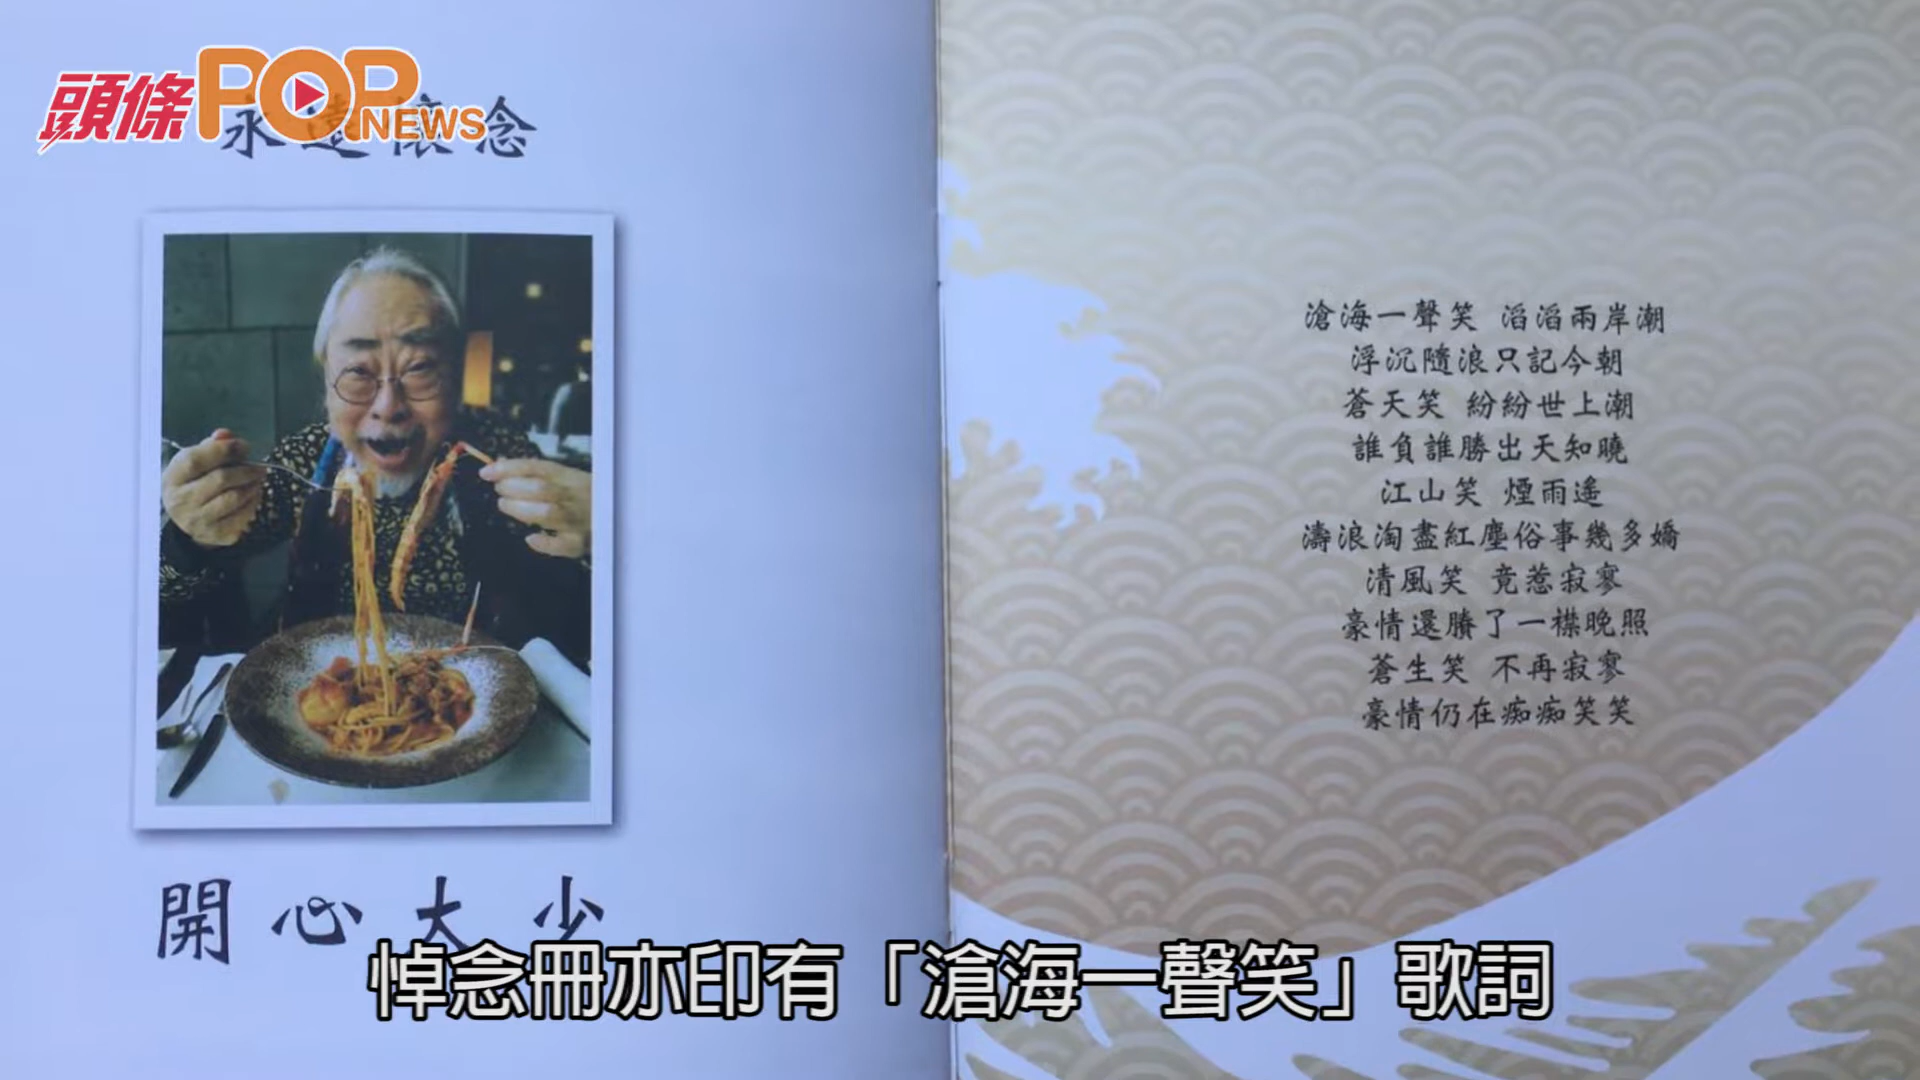 頭條POPNEWS
永遠懷念
開心大少
滄海一聲笑 滔滔兩岸潮
浮沉隨浪只記今朝
蒼天笑 紛紛世上潮
誰負誰勝出天知曉
江山笑 煙雨遙
濤浪淘盡紅塵俗事幾多嬌
清風笑 竟惹寂寥
豪情還賸了一襟晚照
蒼生笑 不再寂寥
豪情仍在痴痴笑笑
悼念冊亦印有「滄海一聲笑」歌詞